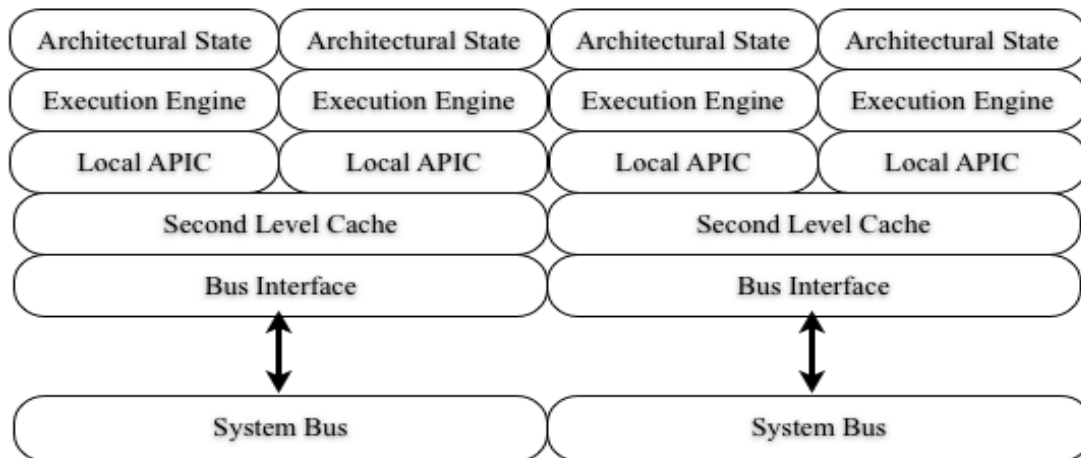 Architectural State Architectural State Architectural State Architectural State
Execution Engine Execution Engine Execution Engine Execution Engine
Local APIC Local APIC Local APIC Local APIC
Second Level Cache Second Level Cache
Bus Interface Bus Interface
System Bus System Bus